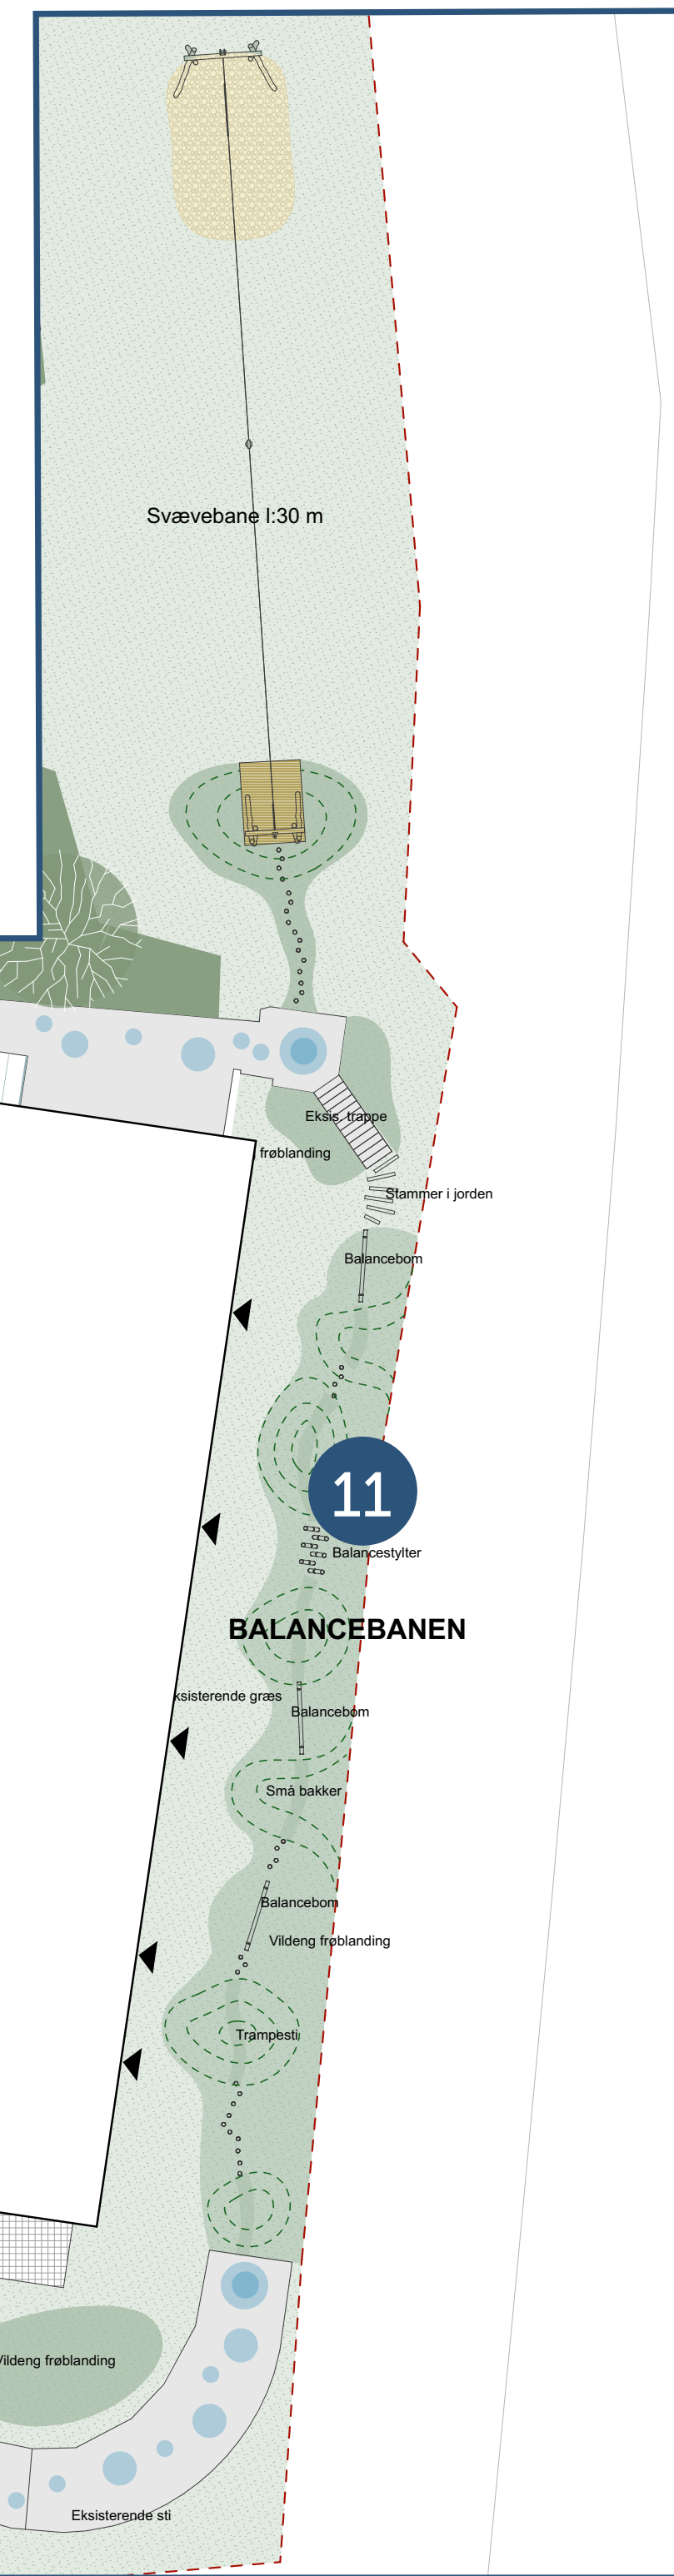 Svævebane l:30 m
Eksis. trappe
frøblanding
Stammer i jorden
Balancebom
11
Balancestylter
BALANCEBANEN
ksisterende græs
Balancebom
Små bakker
Balancebom
Vildeng frøblanding
Trampesti
Vildeng frøblanding
Eksisterende sti